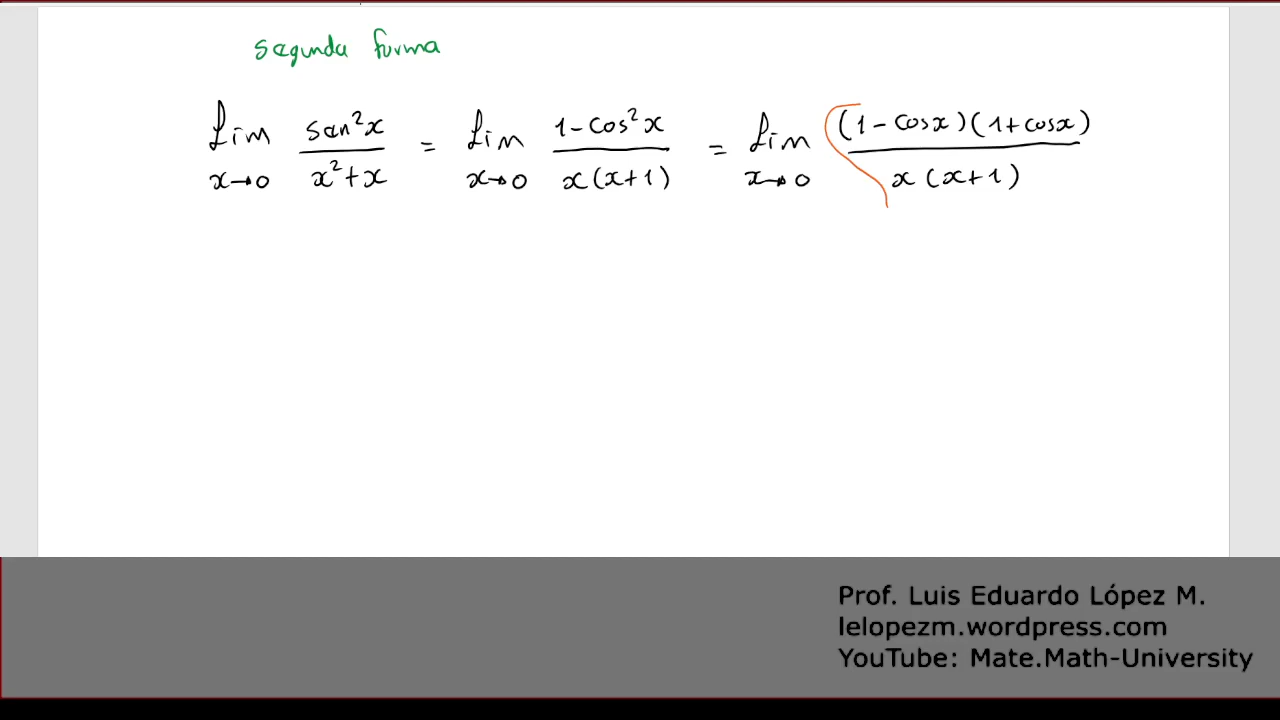 segunda forma
Lim x→0 sen²x / x²+x = Lim x→0 1-cos²x / x(x+1) = Lim x→0 (1-cosx)(1+cosx) / x(x+1)
Prof. Luis Eduardo López M.
lelopezm.wordpress.com
YouTube: Mate.Math-University